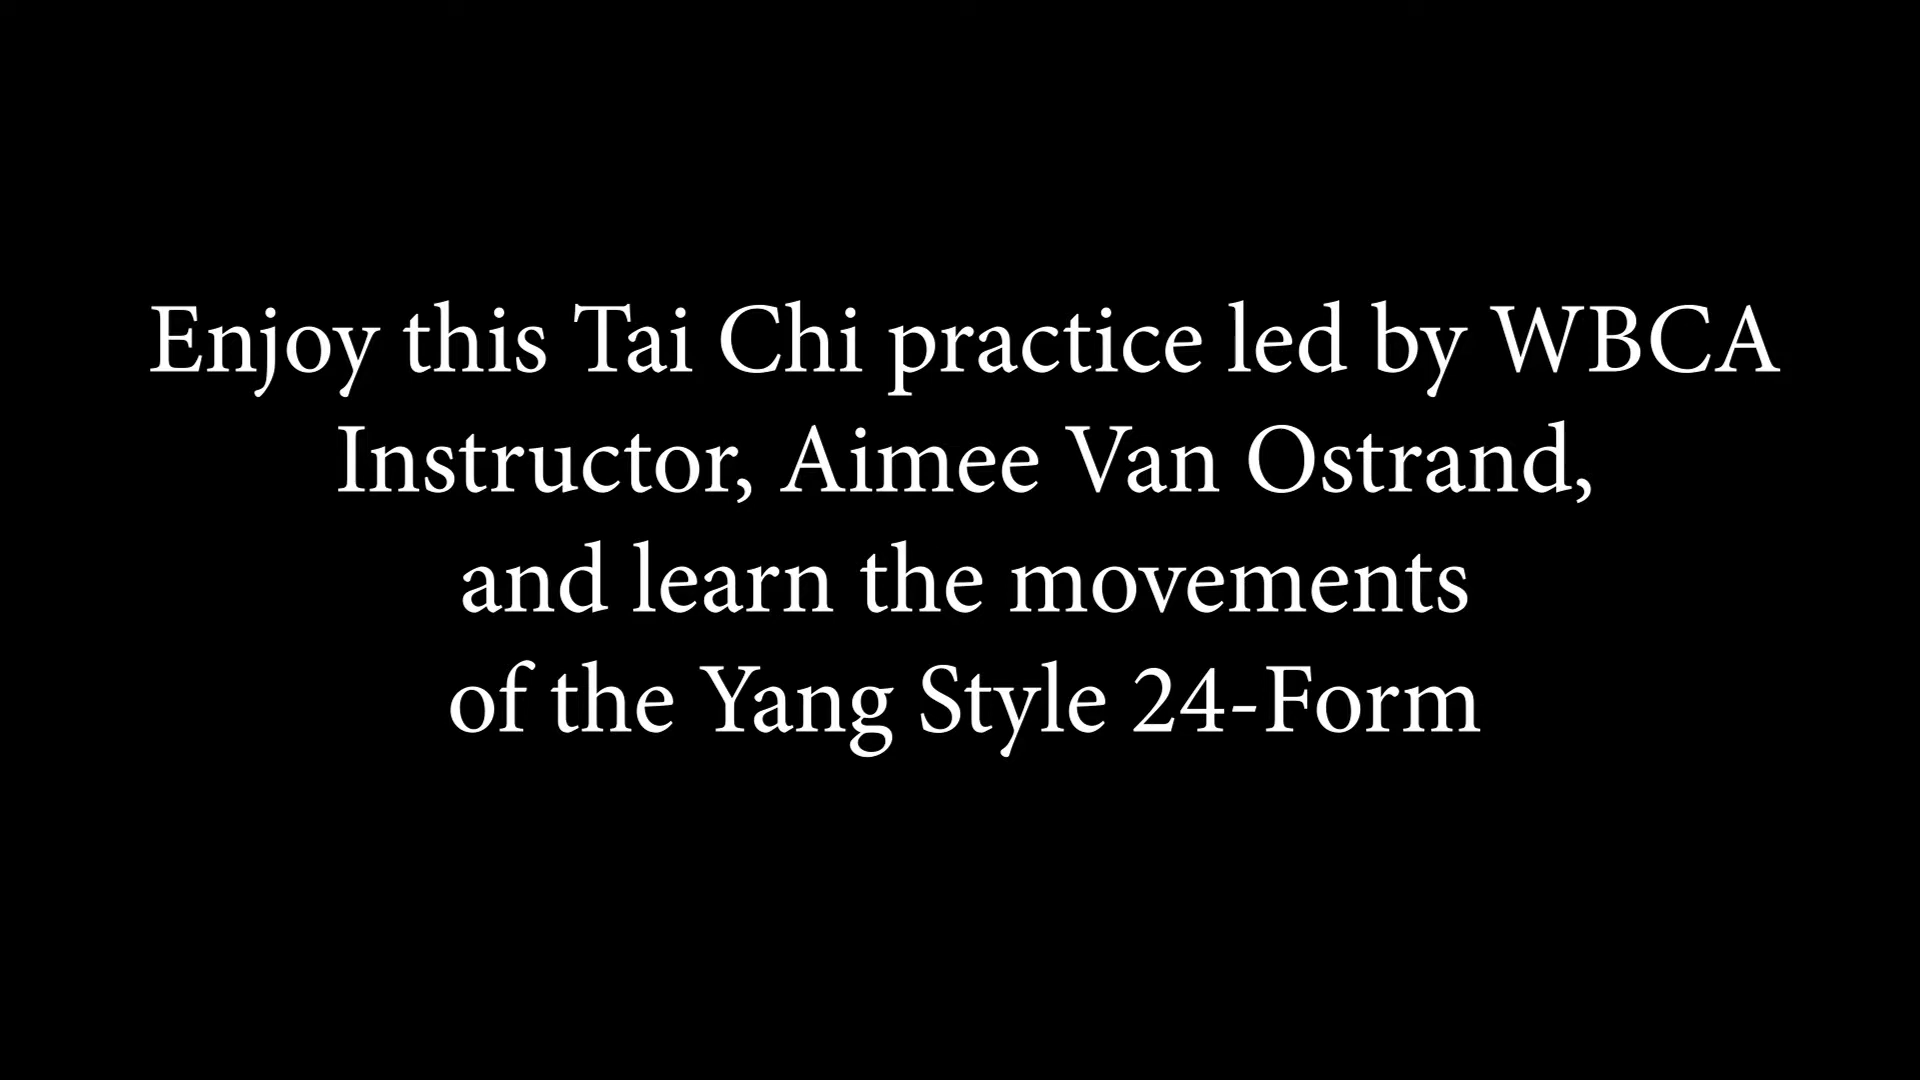 Enjoy this Tai Chi practice led by WBCA
Instructor, Aimee Van Ostrand,
and learn the movements
of the Yang Style 24-Form